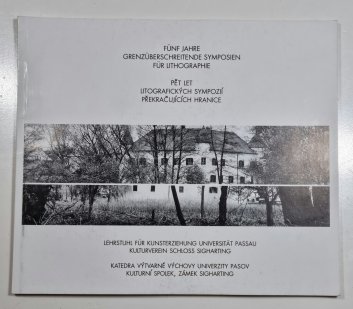 FÜNF JAHRE
GRENZÜBERSCHREITENDE SYMPOSIEN
FÜR LITHOGRAPHIE
PĚT LET
LITOGRAFICKÝCH SYMPOZIÍ
PŘEKRAČUJÍCÍCH HRANICE
LEHRSTUHL FÜR KUNSTERZIEHUNG UNIVERSITÄT PASSAU
KULTURVEREIN SCHLOSS SIGHARTING
KATEDRA VÝTVARNÉ VÝCHOVY UNIVERZITY PASOV
KULTURNÍ SPOLEK, ZÁMEK SIGHARTING